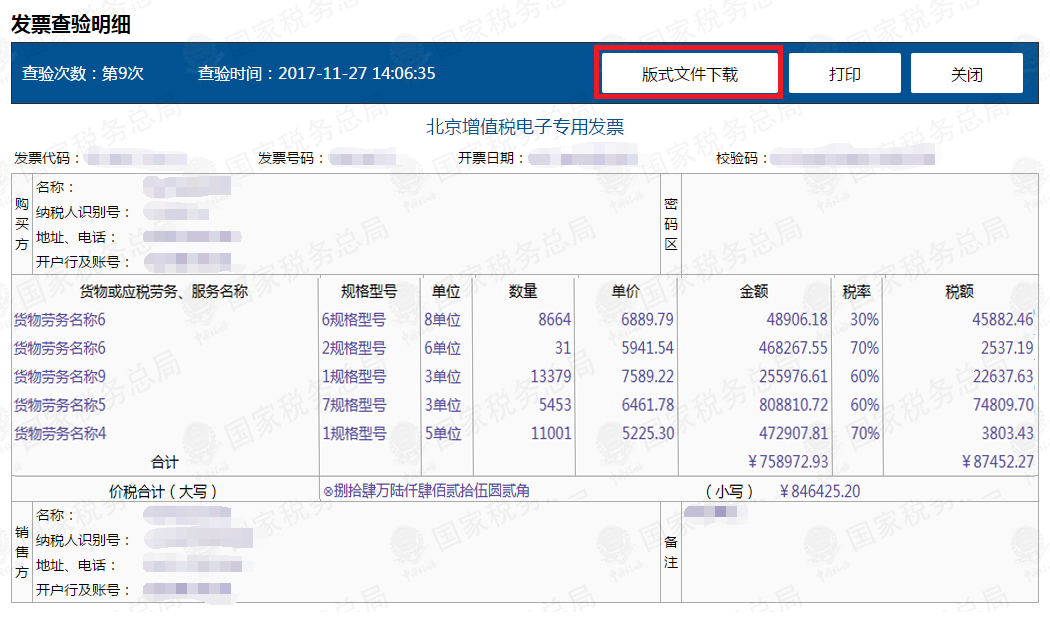 发票查验明细
查验次数：第9次 查验时间：2017-11-27 14:06:35 版式文件下载 打印 关闭
北京增值税电子专用发票
发票代码： 发票号码： 开票日期： 校验码：
购买方
名称：
纳税人识别号：
地址、电话：
开户行及账号：
密码区
货物或应税劳务、服务名称 规格型号 单位 数量 单价 金额 税率 税额
货物劳务名称6 6规格型号 8单位 8664 6889.79 48906.18 30% 45882.46
货物劳务名称6 2规格型号 6单位 31 5941.54 468267.55 70% 2537.19
货物劳务名称9 1规格型号 3单位 13379 7589.22 255976.61 60% 22637.63
货物劳务名称5 7规格型号 3单位 5453 6461.78 808810.72 60% 74809.70
货物劳务名称4 1规格型号 5单位 11001 5225.30 472907.81 70% 3803.43
合计 ￥758972.93 ￥87452.27
价税合计（大写） ⊗捌拾肆万陆仟肆佰贰拾伍圆贰角 （小写） ￥846425.20
销售方
名称：
纳税人识别号：
地址、电话：
开户行及账号：
备注
国家税务总局